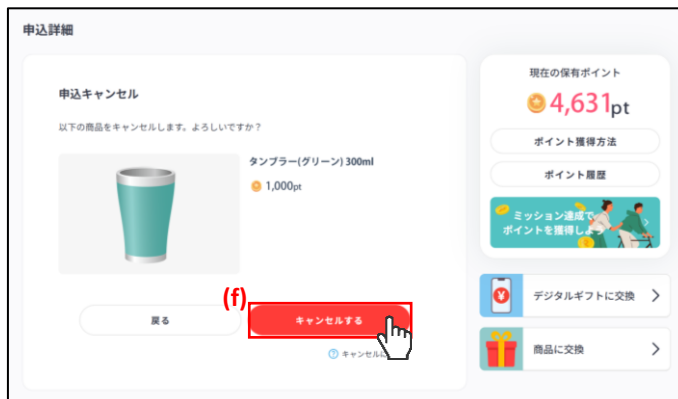 申込詳細
申込キャンセル
以下の商品をキャンセルします。よろしいですか？
タンブラー(グリーン) 300ml
1,000pt
(f)
戻る
キャンセルする
キャンセルに
現在の保有ポイント
4,631pt
ポイント獲得方法
ポイント履歴
ミッション達成で
ポイントを獲得しよう
¥
デジタルギフトに交換
商品に交換